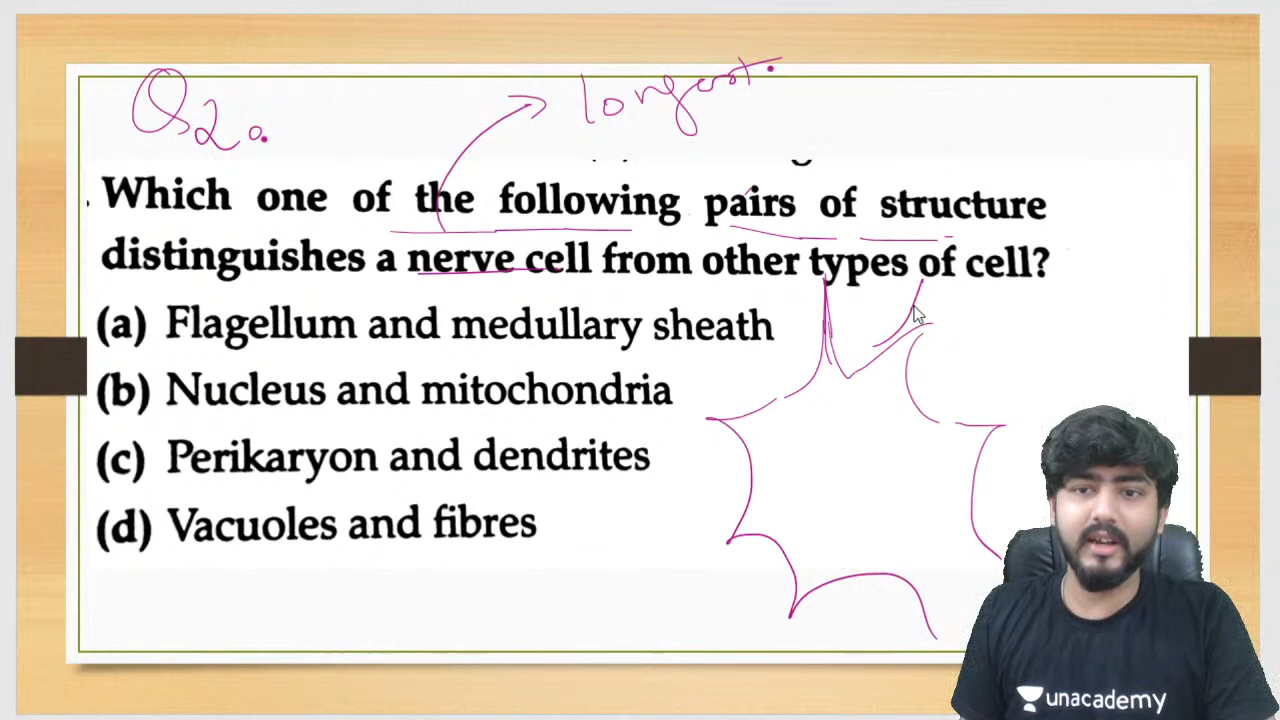 Q2.
longest.
Which one of the following pairs of structure
distinguishes a nerve cell from other types of cell?
(a) Flagellum and medullary sheath
(b) Nucleus and mitochondria
(c) Perikaryon and dendrites
(d) Vacuoles and fibres
unacademy